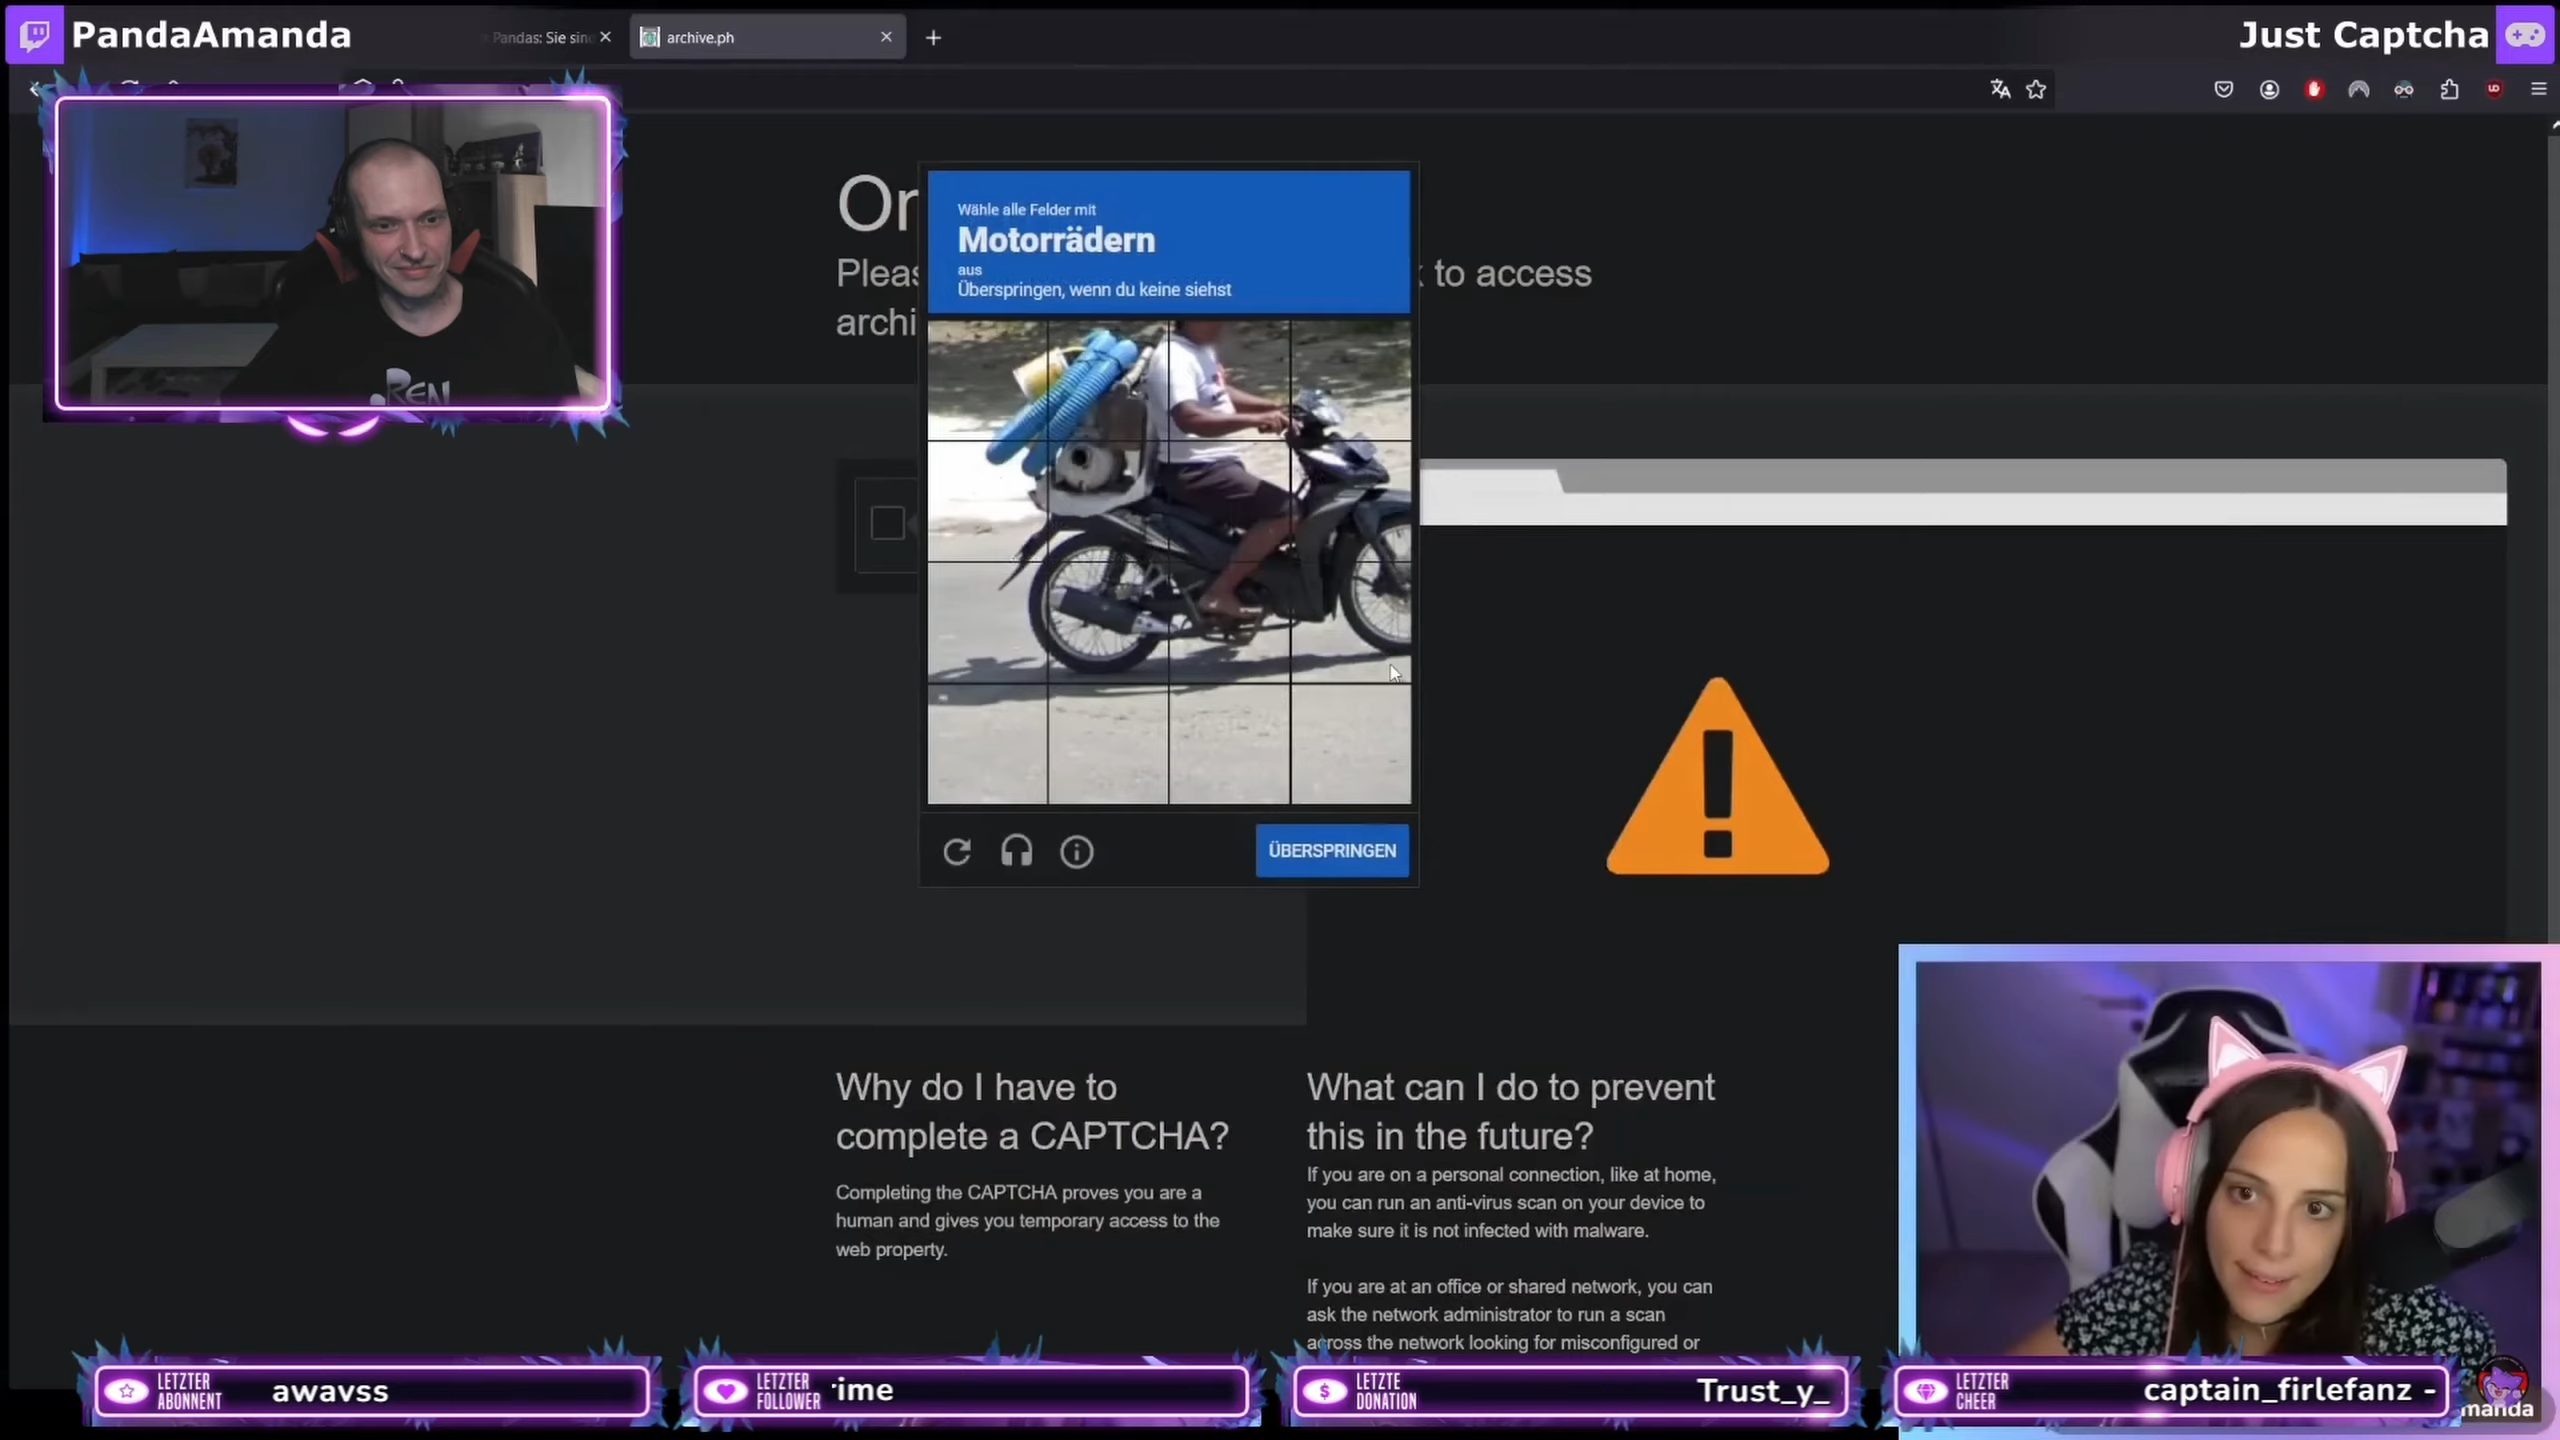 PandaAmanda
Pandas: Sie sin
archive.ph
Just Captcha
Or
Pleas
k to access
archi
Wähle alle Felder mit
Motorrädern
aus
Überspringen, wenn du keine siehst
ÜBERSPRINGEN
Why do I have to
complete a CAPTCHA?
Completing the CAPTCHA proves you are a
human and gives you temporary access to the
web property.
What can I do to prevent
this in the future?
If you are on a personal connection, like at home,
you can run an anti-virus scan on your device to
make sure it is not infected with malware.
If you are at an office or shared network, you can
ask the network administrator to run a scan
across the network looking for misconfigured or
LETZTER
ABONNENT
awavss
LETZTER
FOLLOWER
ime
LETZTE
DONATION
Trust_y_
LETZTER
CHEER
captain_firlefanz -
manda